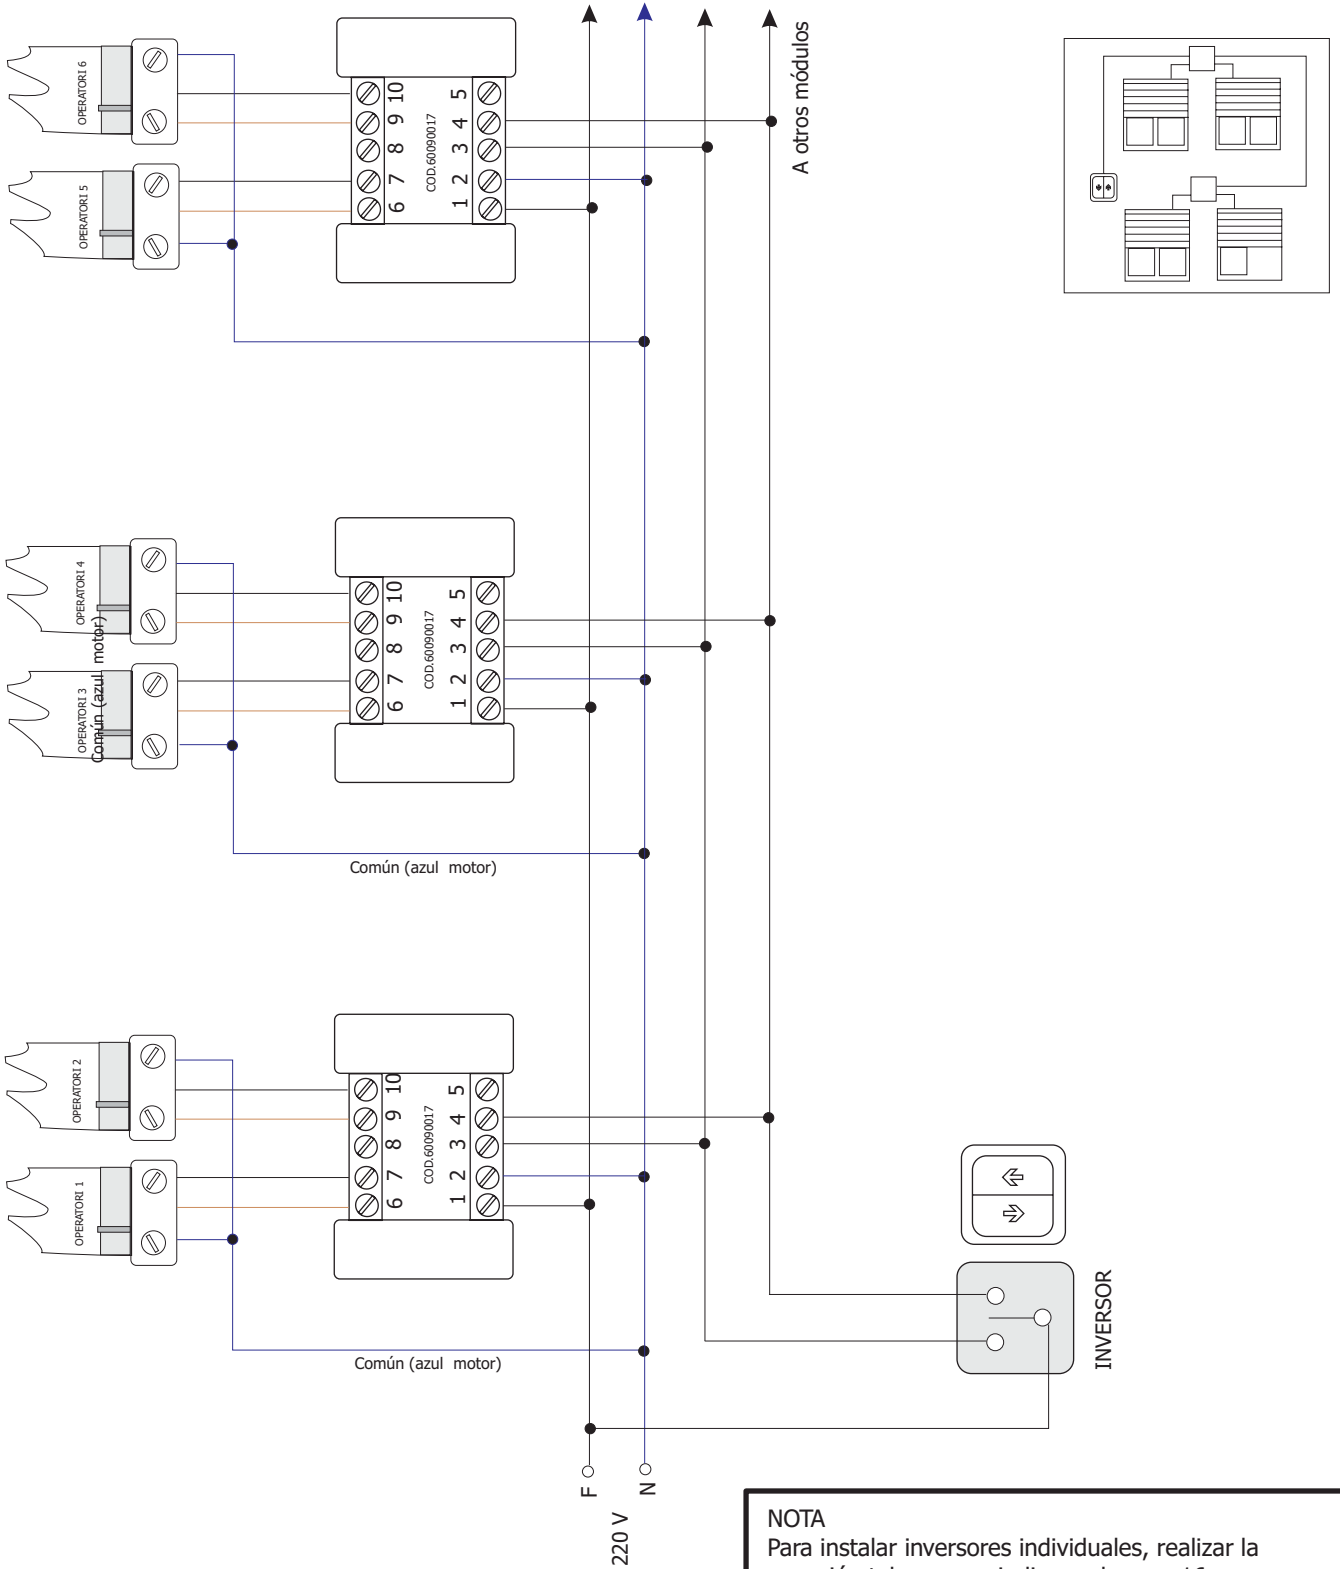 OPERATORI 6
10
9
8
7
6
COD.60090017
5
4
3
2
1
OPERATORI 5
A otros módulos
OPERATORI 4
Común (azul motor)
10
9
8
7
6
COD.60090017
5
4
3
2
1
OPERATORI 3
Común (azul motor)
OPERATORI 2
10
9
8
7
6
COD.60090017
5
4
3
2
1
OPERATORI 1
Común (azul motor)
INVERSOR
F
N
220 V
NOTA
Para instalar inversores individuales, realizar la